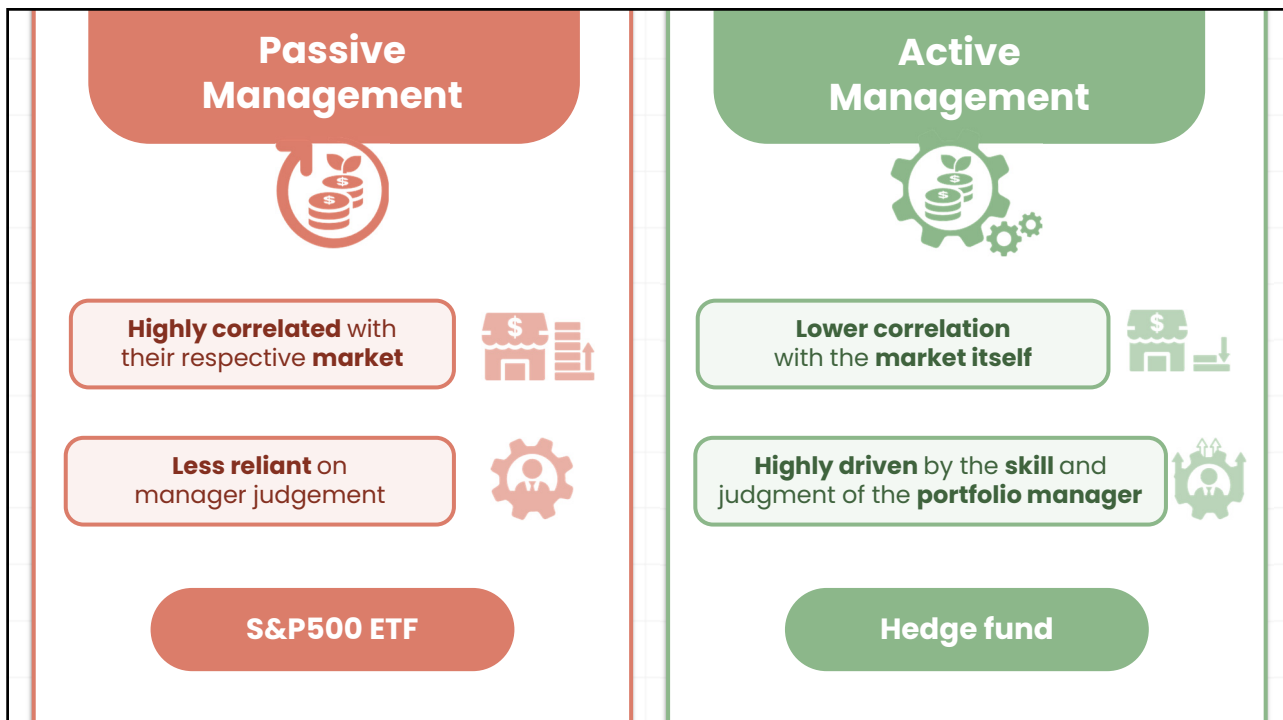 Passive
Management
Highly correlated with
their respective market
Less reliant on
manager judgement
S&P500 ETF
Active
Management
Lower correlation
with the market itself
Highly driven by the skill and
judgment of the portfolio manager
Hedge fund